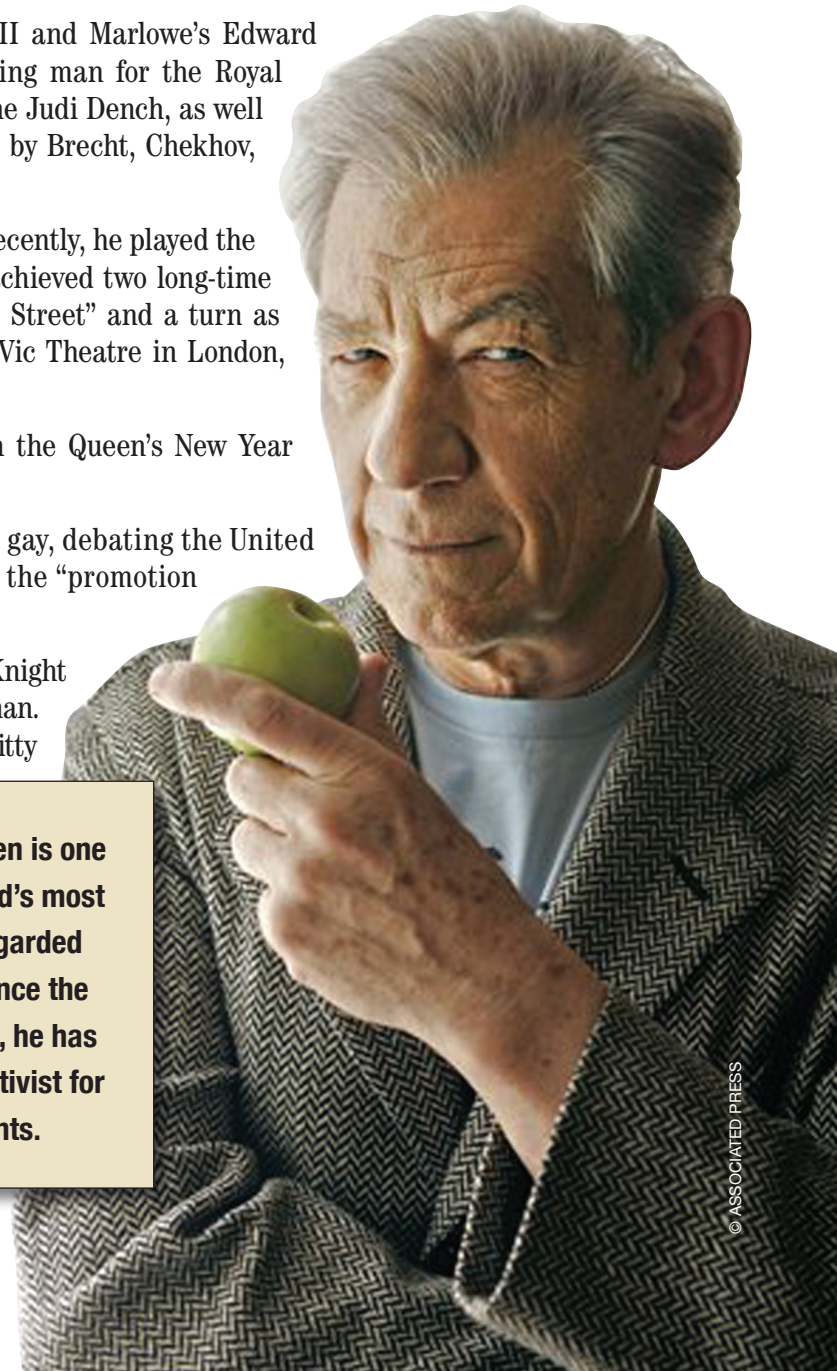 II and Marlowe’s Edward
ing man for the Royal
Judi Dench, as well
by Brecht, Chekhov,
ecently, he played the
chieved two long-time
Street” and a turn as
Vic Theatre in London,
the Queen’s New Year
gay, debating the United
the “promotion
Knight
an.
itty
en is one
d’s most
garded
nce the
, he has
tivist for
nts.
© ASSOCIATED PRESS